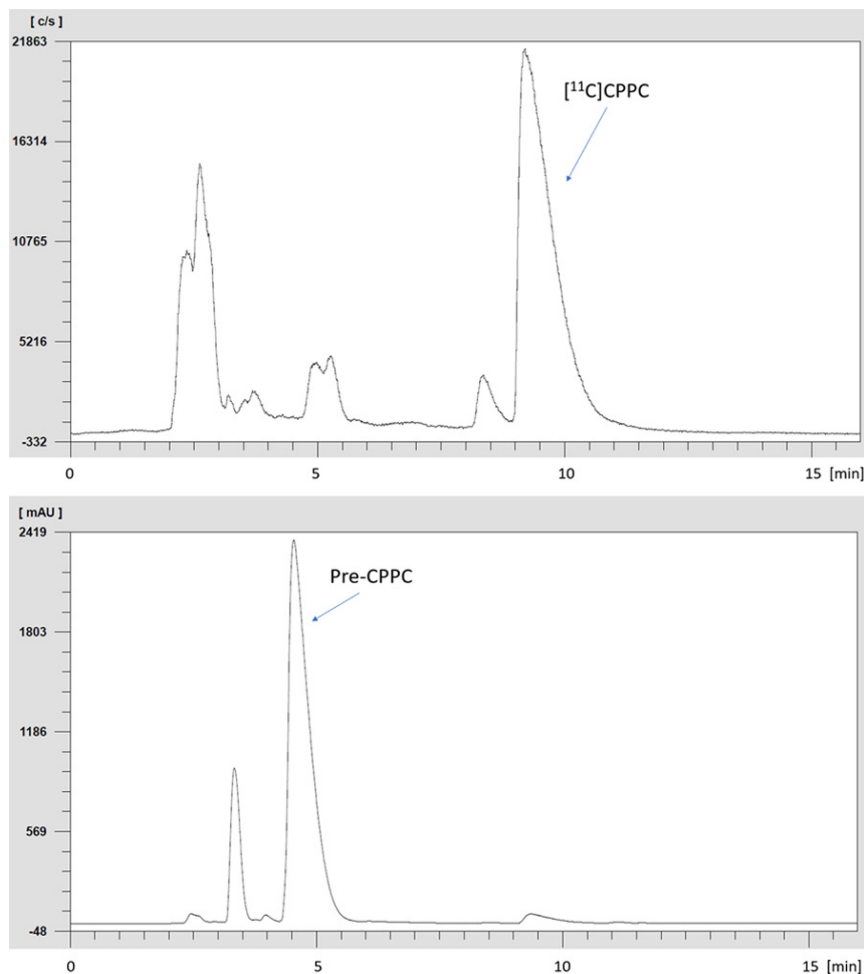 [ c/s ]
21863
[¹¹C]CPPC
16314
10765
5216
-332
0 5 10 15 [min]
[ mAU ]
2419
Pre-CPPC
1803
1186
569
-48
0 5 10 15 [min]